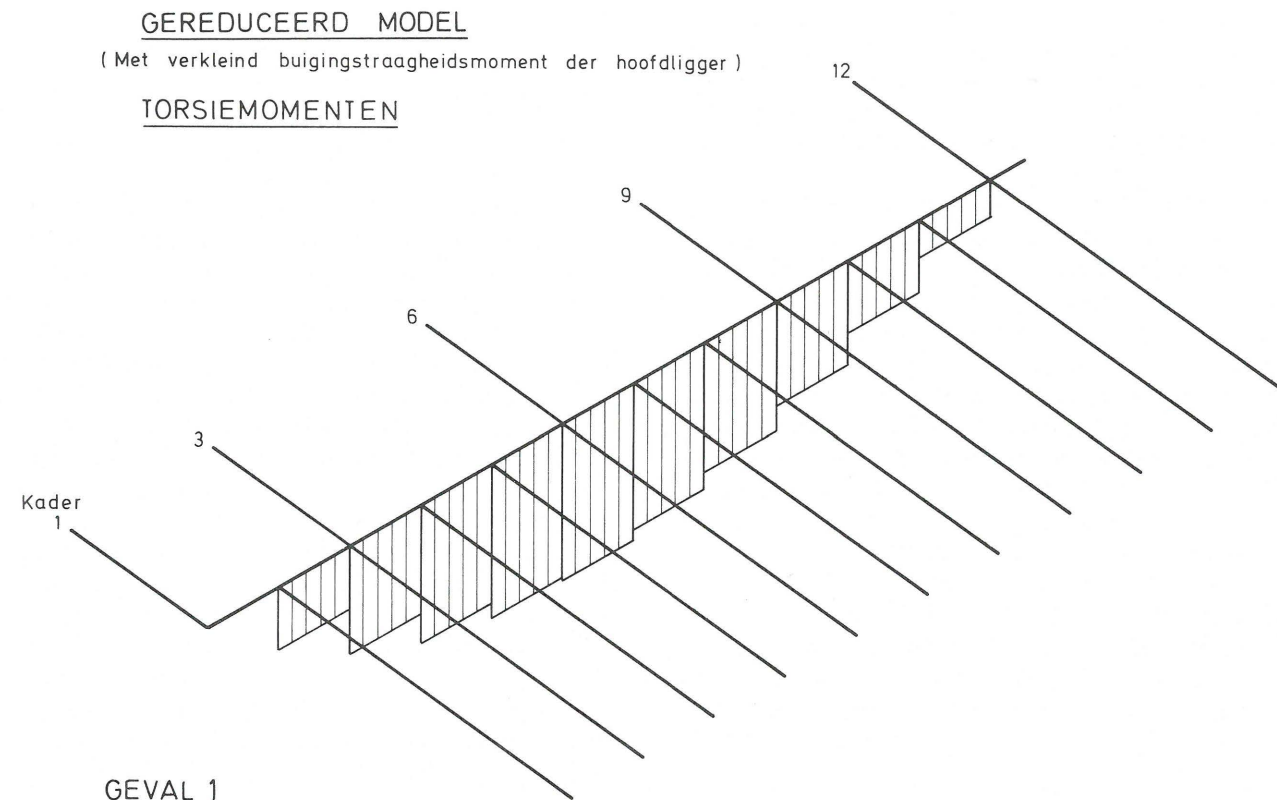 GEREDUCEERD MODEL
( Met verkleind buigingstraagheidsmoment der hoofdligger )
TORSIEMOMENTEN
12
9
6
3
Kader
1
GEVAL 1